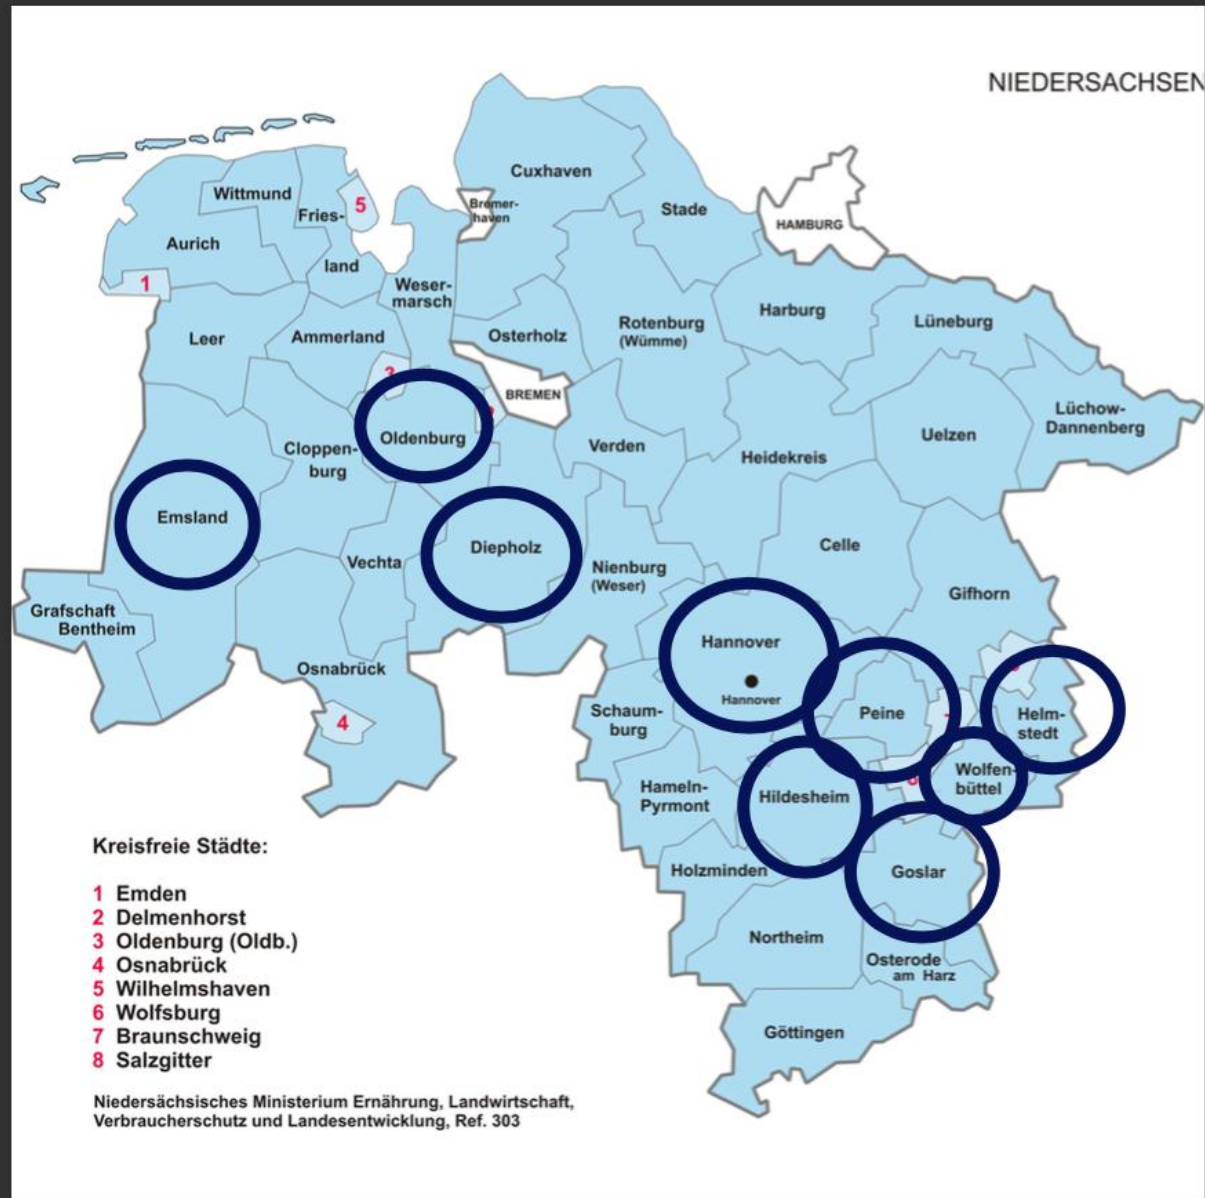 NIEDERSACHSEN
Cuxhaven
Wittmund
Bremer-
haven
5
Fries-
Stade
HAMBURG
Aurich
land
1
Weser-
marsch
Harburg
Lüneburg
Rotenburg
(Wümme)
Leer
Ammerland
Osterholz
3
BREMEN
Lüchow-
Dannenberg
Oldenburg
Uelzen
Cloppen-
burg
Verden
Heidekreis
Emsland
Diepholz
Celle
Vechta
Nienburg
(Weser)
Gifhorn
Grafschaft
Bentheim
Hannover
Osnabrück
Hannover
Schaum-
burg
Peine
Helm-
stedt
4
Wolfen-
büttel
Hameln-
Pyrmont
Hildesheim
8
Holzminden
Goslar
Northeim
Osterode
am Harz
Göttingen
Kreisfreie Städte:
1 Emden
2 Delmenhorst
3 Oldenburg (Oldb.)
4 Osnabrück
5 Wilhelmshaven
6 Wolfsburg
7 Braunschweig
8 Salzgitter
Niedersächsisches Ministerium Ernährung, Landwirtschaft,
Verbraucherschutz und Landesentwicklung, Ref. 303